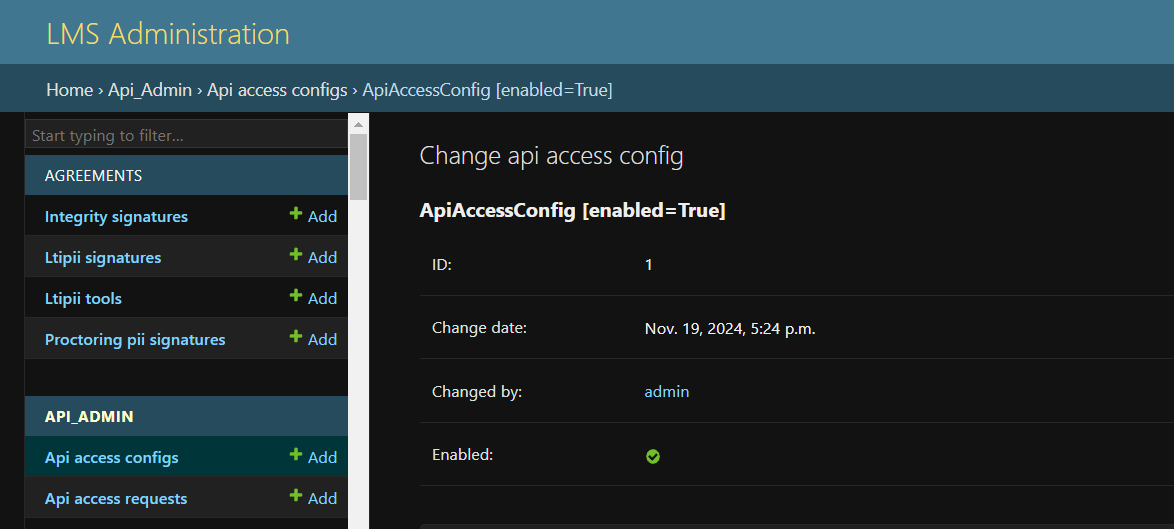 LMS Administration
Home › Api_Admin › Api access configs › ApiAccessConfig [enabled=True]
Start typing to filter...
AGREEMENTS
Integrity signatures + Add
Ltipii signatures + Add
Ltipii tools + Add
Proctoring pii signatures + Add
API_ADMIN
Api access configs + Add
Api access requests + Add
Change api access config
ApiAccessConfig [enabled=True]
ID: 1
Change date: Nov. 19, 2024, 5:24 p.m.
Changed by: admin
Enabled: